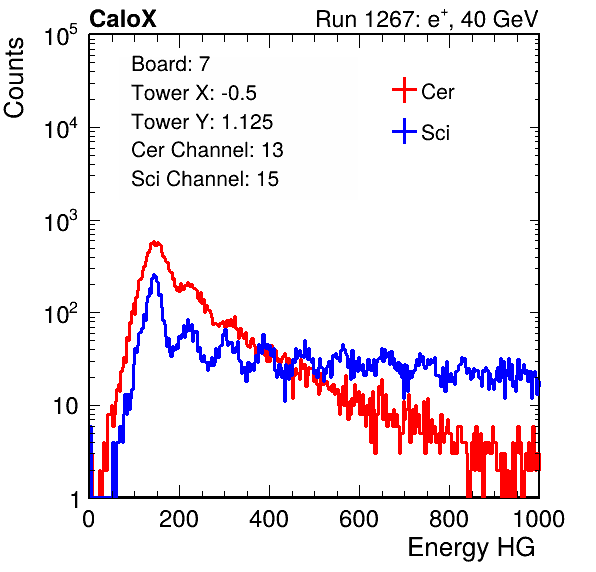 CaloX Run 1267: e⁺, 40 GeV
Counts
Board: 7
Tower X: -0.5
Tower Y: 1.125
Cer Channel: 13
Sci Channel: 15
Cer
Sci
10⁵
10⁴
10³
10²
10
1
0 200 400 600 800 1000
Energy HG